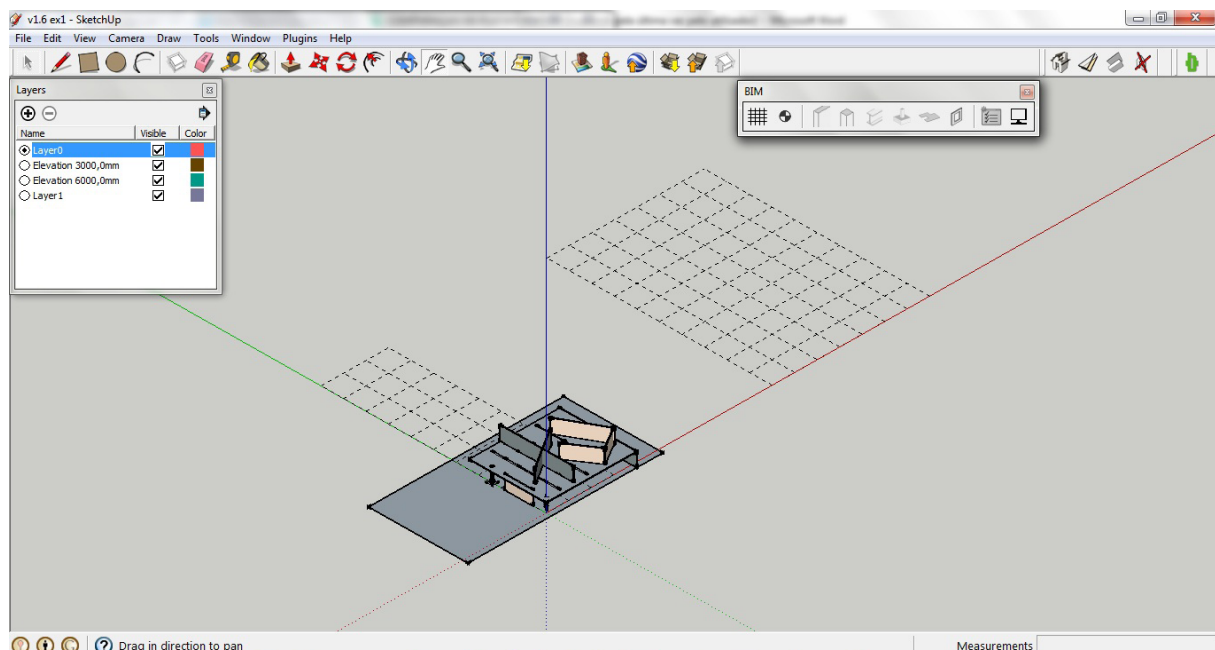 v1.6 ex1 - SketchUp
File Edit View Camera Draw Tools Window Plugins Help
Layers
Name Visible Color
Layer0
Elevation 3000,0mm
Elevation 6000,0mm
Layer1
BIM
Drag in direction to pan
Measurements